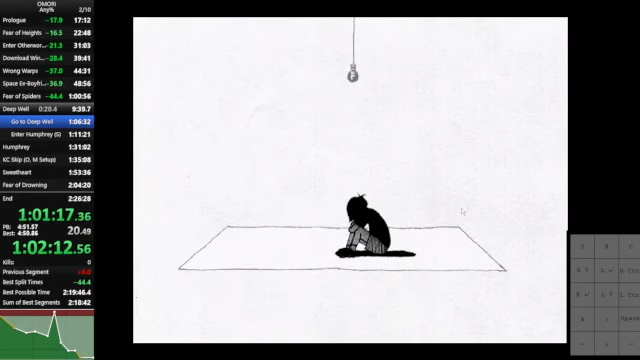 OMORI
Any% 2/10
Prologue -17.9 17:12
Fear of Heights -16.5 22:48
Enter Otherwor... -21.3 31:03
Download Win... -28.4 39:41
Wrong Warps -37.0 44:31
Space Ex-Boyfri... -36.9 48:56
Fear of Spiders -44.4 1:00:56
Deep Well 0:20.4 9:39.7
Go to Deep Well 1:06:32
Enter Humphrey (S) 1:11:21
Humphrey 1:31:02
KC Skip (O, M Setup) 1:35:08
Sweetheart 1:53:36
Fear of Drowning 2:04:20
End 2:26:28
1:01:17.36
PB: 4:51.57
Best: 4:50.86 20.49
1:02:12.56
Kills: 0
Previous Segment
Best Split Times -44.4
Best Possible Time 2:19:46.4
Sum of Best Segments 2:18:42
Space